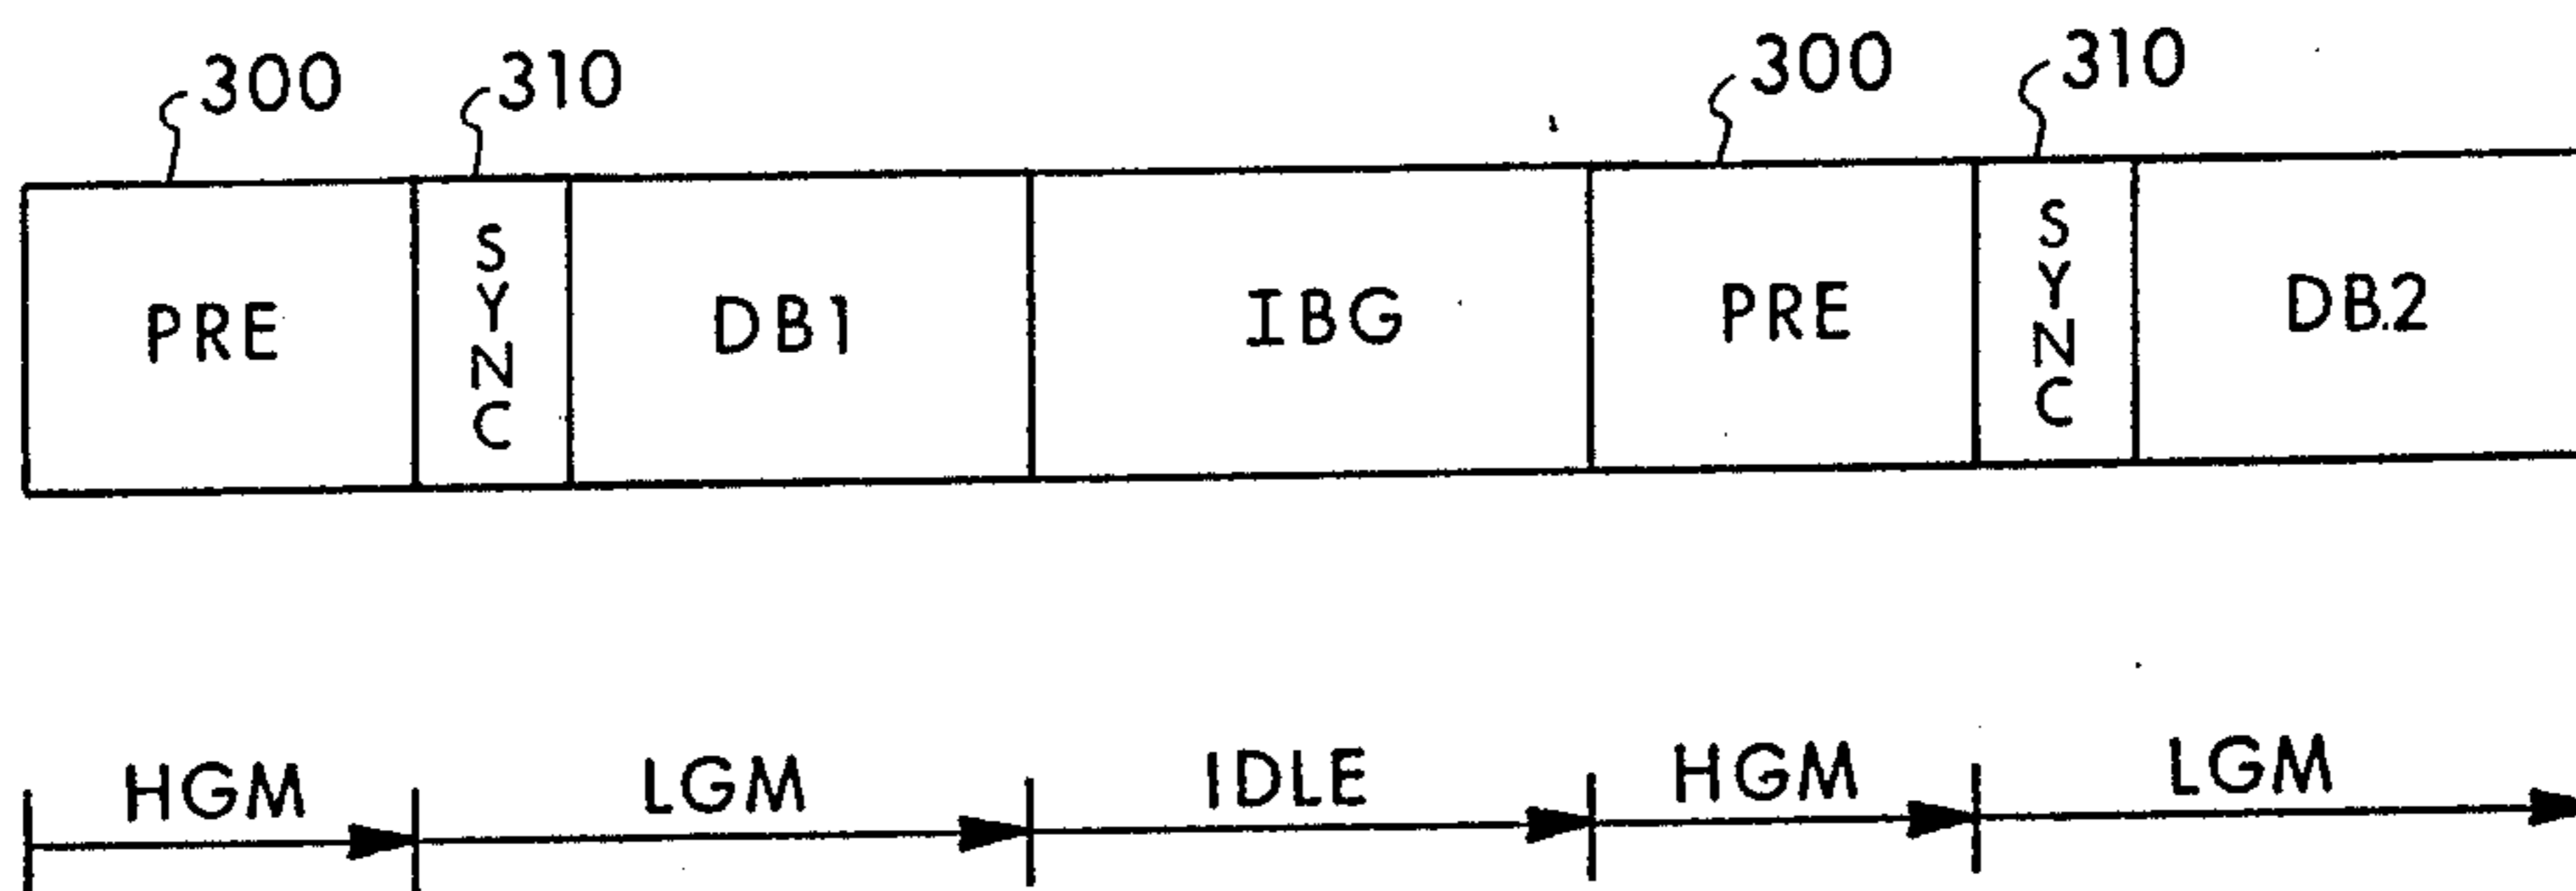 300 310 300 310
PRE SYNC DB1 IBG PRE SYNC DB2
HGM LGM IDLE HGM LGM